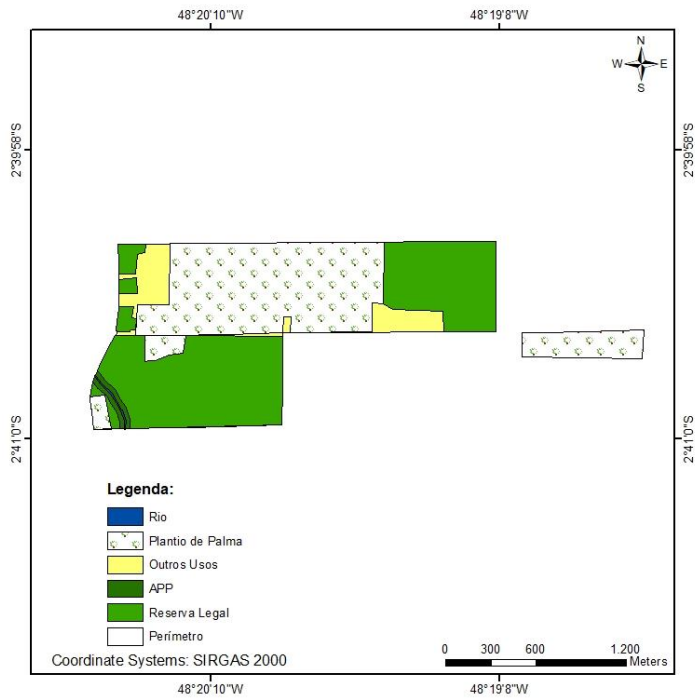 48°20'10"W 48°19'8"W
N
W E
S
2°39'58"S 2°39'58"S
2°41'0"S 2°41'0"S
Legenda:
Rio
Plantio de Palma
Outros Usos
APP
Reserva Legal
Perímetro
Coordinate Systems: SIRGAS 2000
0 300 600 1.200
Meters
48°20'10"W 48°19'8"W